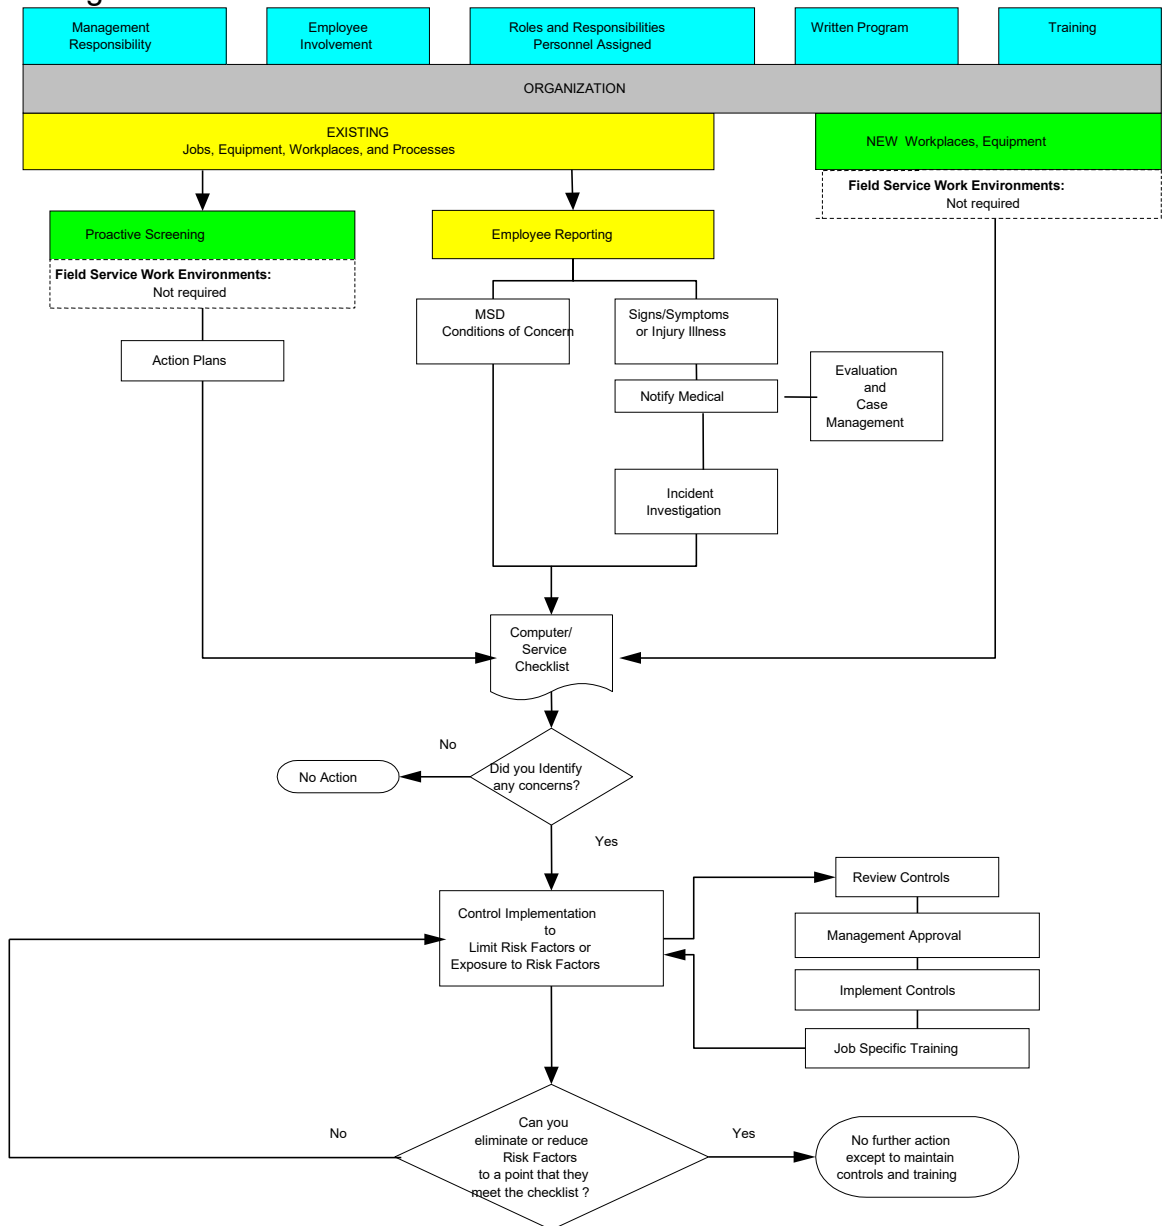 Management
Responsibility
Employee
Involvement
Roles and Responsibilities
Personnel Assigned
Written Program
Training
ORGANIZATION
EXISTING
Jobs, Equipment, Workplaces, and Processes
NEW Workplaces, Equipment
Field Service Work Environments:
Not required
Proactive Screening
Field Service Work Environments:
Not required
Employee Reporting
MSD
Conditions of Concern
Signs/Symptoms
or Injury Illness
Action Plans
Notify Medical
Evaluation
and
Case
Management
Incident
Investigation
Computer/
Service
Checklist
No
Did you Identify
any concerns?
No Action
Yes
Control Implementation
to
Limit Risk Factors or
Exposure to Risk Factors
Review Controls
Management Approval
Implement Controls
Job Specific Training
No
Can you
eliminate or reduce
Risk Factors
to a point that they
meet the checklist ?
Yes
No further action
except to maintain
controls and training